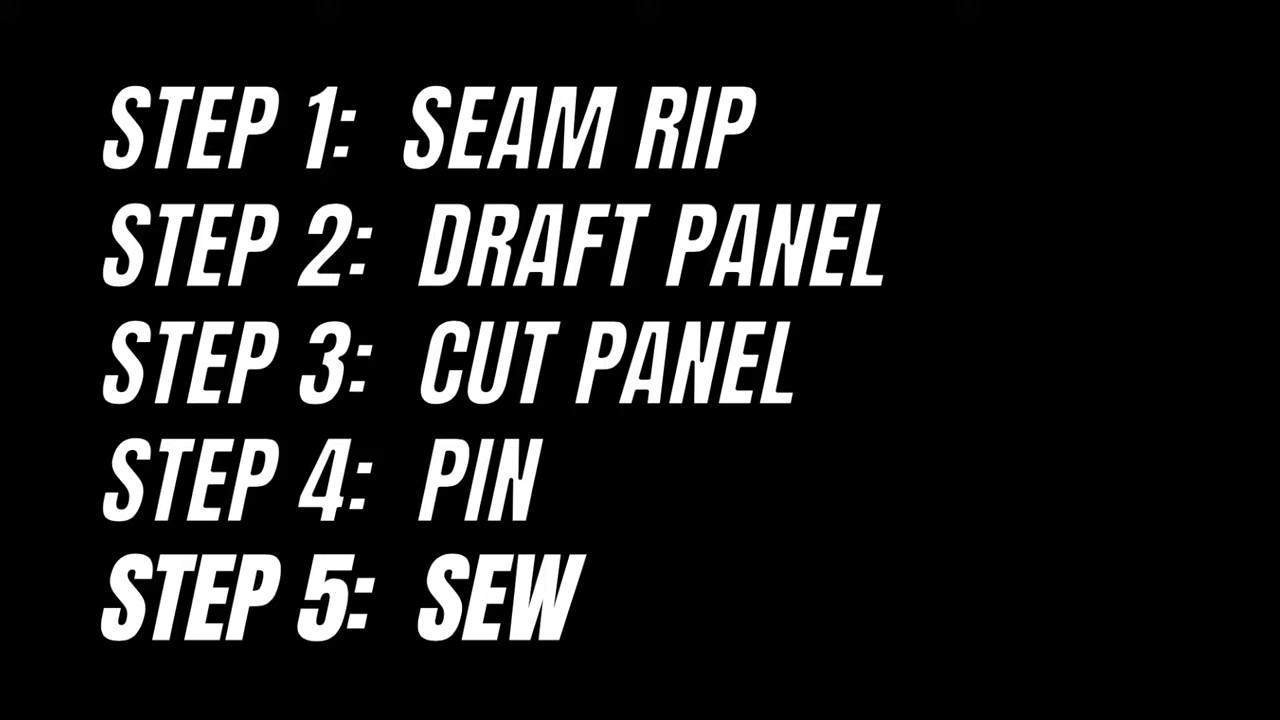 STEP 1: SEAM RIP
STEP 2: DRAFT PANEL
STEP 3: CUT PANEL
STEP 4: PIN
STEP 5: SEW